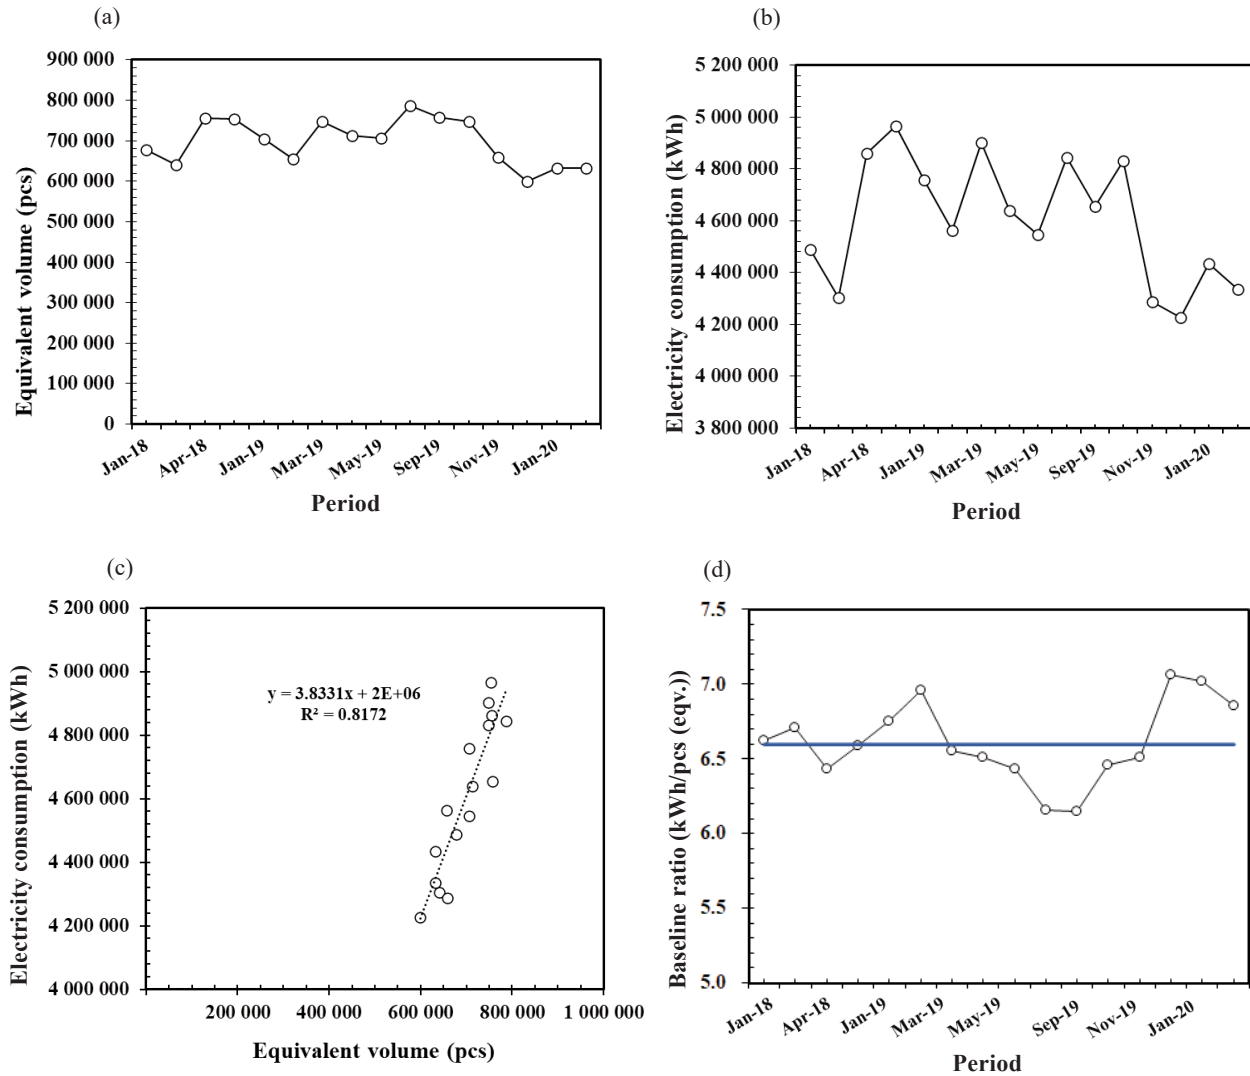 (a)
900 000
800 000
700 000
600 000
500 000
400 000
300 000
200 000
100 000
0
Equivalent volume (pcs)
Jan-18
Apr-18
Jan-19
Mar-19
May-19
Sep-19
Nov-19
Jan-20
Period
(b)
5 200 000
5 000 000
4 800 000
4 600 000
4 400 000
4 200 000
4 000 000
3 800 000
Electricity consumption (kWh)
Jan-18
Apr-18
Jan-19
Mar-19
May-19
Sep-19
Nov-19
Jan-20
Period
(c)
5 200 000
5 000 000
4 800 000
4 600 000
4 400 000
4 200 000
4 000 000
Electricity consumption (kWh)
y = 3.8331x + 2E+06
R² = 0.8172
200 000
400 000
600 000
800 000
1 000 000
Equivalent volume (pcs)
(d)
7.5
7.0
6.5
6.0
5.5
5.0
Baseline ratio (kWh/pcs (eqv.))
Jan-18
Apr-18
Jan-19
Mar-19
May-19
Sep-19
Nov-19
Jan-20
Period